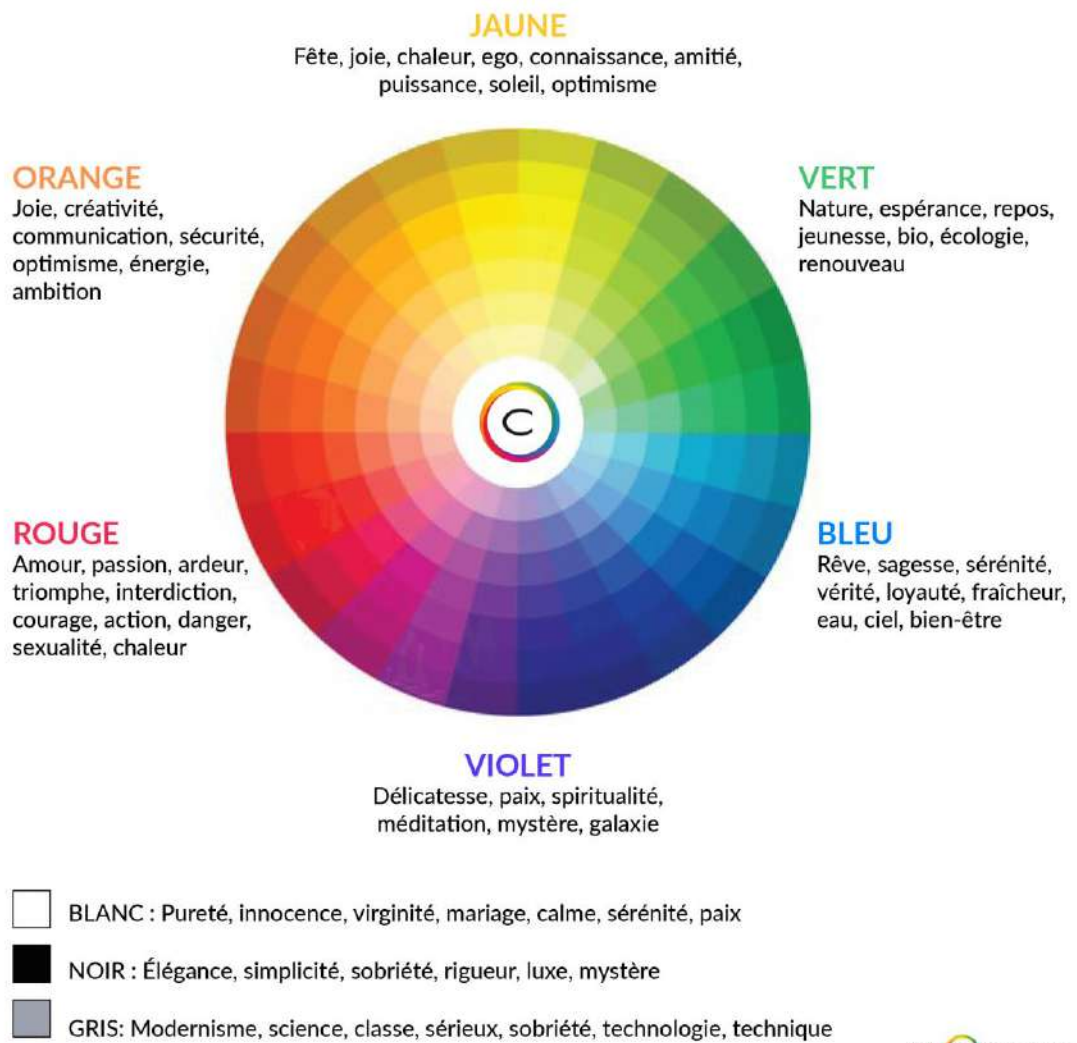 JAUNE
Fête, joie, chaleur, ego, connaissance, amitié,
puissance, soleil, optimisme
ORANGE
Joie, créativité,
communication, sécurité,
optimisme, énergie,
ambition
VERT
Nature, espérance, repos,
jeunesse, bio, écologie,
renouveau
C
ROUGE
Amour, passion, ardeur,
triomphe, interdiction,
courage, action, danger,
sexualité, chaleur
BLEU
Rêve, sagesse, sérénité,
vérité, loyauté, fraîcheur,
eau, ciel, bien-être
VIOLET
Délicatesse, paix, spiritualité,
méditation, mystère, galaxie
BLANC : Pureté, innocence, virginité, mariage, calme, sérénité, paix
NOIR : Élégance, simplicité, sobriété, rigueur, luxe, mystère
GRIS: Modernisme, science, classe, sérieux, sobriété, technologie, technique